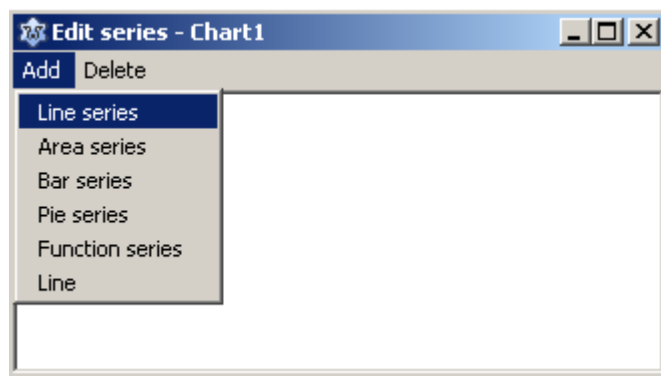 Edit series - Chart1
Add Delete
Line series
Area series
Bar series
Pie series
Function series
Line